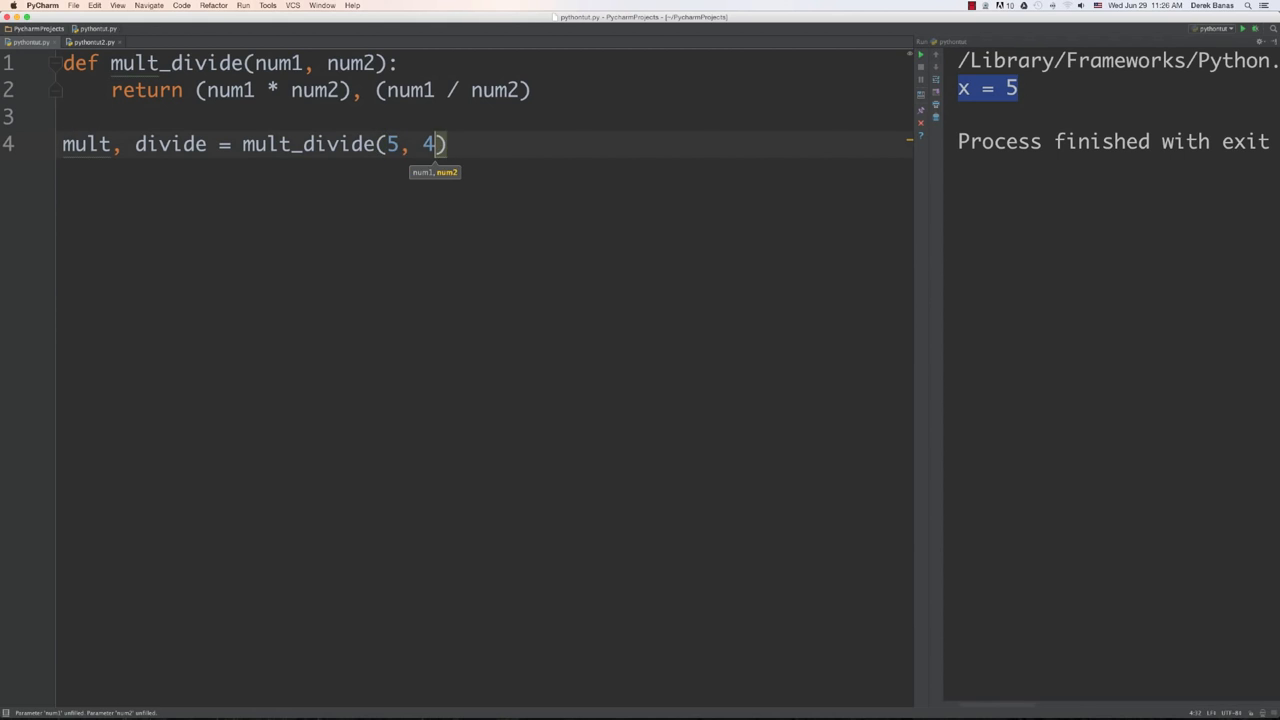 PyCharm File Edit View Navigate Code Refactor Run Tools VCS Window Help 10 Wed Jun 29 11:26 AM Derek Banas
pythontut.py - PycharmProjects - [~/PycharmProjects]
PycharmProjects pythontut.py pythontut
pythontut.py pythontut2.py Run pythontut
1 def mult_divide(num1, num2):
2 return (num1 * num2), (num1 / num2)
3
4 mult, divide = mult_divide(5, 4)
num1, num2
/Library/Frameworks/Python.
x = 5
Process finished with exit
Parameter 'num1' unfilled. Parameter 'num2' unfilled. 4:32 LF÷ UTF-8÷